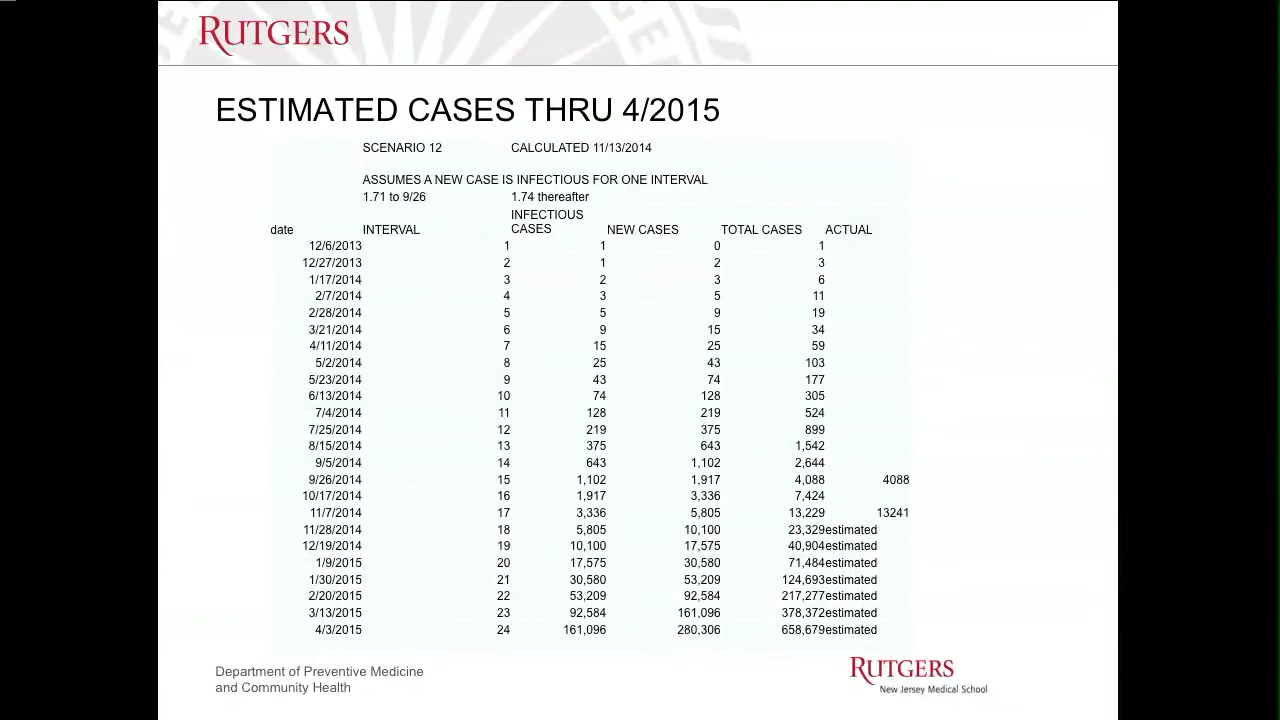 RUTGERS
ESTIMATED CASES THRU 4/2015
SCENARIO 12 CALCULATED 11/13/2014
ASSUMES A NEW CASE IS INFECTIOUS FOR ONE INTERVAL
1.71 to 9/26 1.74 thereafter
date INTERVAL INFECTIOUS CASES NEW CASES TOTAL CASES ACTUAL
12/6/2013 1 1 0 1
12/27/2013 2 1 2 3
1/17/2014 3 2 3 6
2/7/2014 4 3 5 11
2/28/2014 5 5 9 19
3/21/2014 6 9 15 34
4/11/2014 7 15 25 59
5/2/2014 8 25 43 103
5/23/2014 9 43 74 177
6/13/2014 10 74 128 305
7/4/2014 11 128 219 524
7/25/2014 12 219 375 899
8/15/2014 13 375 643 1,542
9/5/2014 14 643 1,102 2,644
9/26/2014 15 1,102 1,917 4,088 4088
10/17/2014 16 1,917 3,336 7,424
11/7/2014 17 3,336 5,805 13,229 13241
11/28/2014 18 5,805 10,100 23,329estimated
12/19/2014 19 10,100 17,575 40,904estimated
1/9/2015 20 17,575 30,580 71,484estimated
1/30/2015 21 30,580 53,209 124,693estimated
2/20/2015 22 53,209 92,584 217,277estimated
3/13/2015 23 92,584 161,096 378,372estimated
4/3/2015 24 161,096 280,306 658,679estimated
Department of Preventive Medicine
and Community Health
RUTGERS
New Jersey Medical School